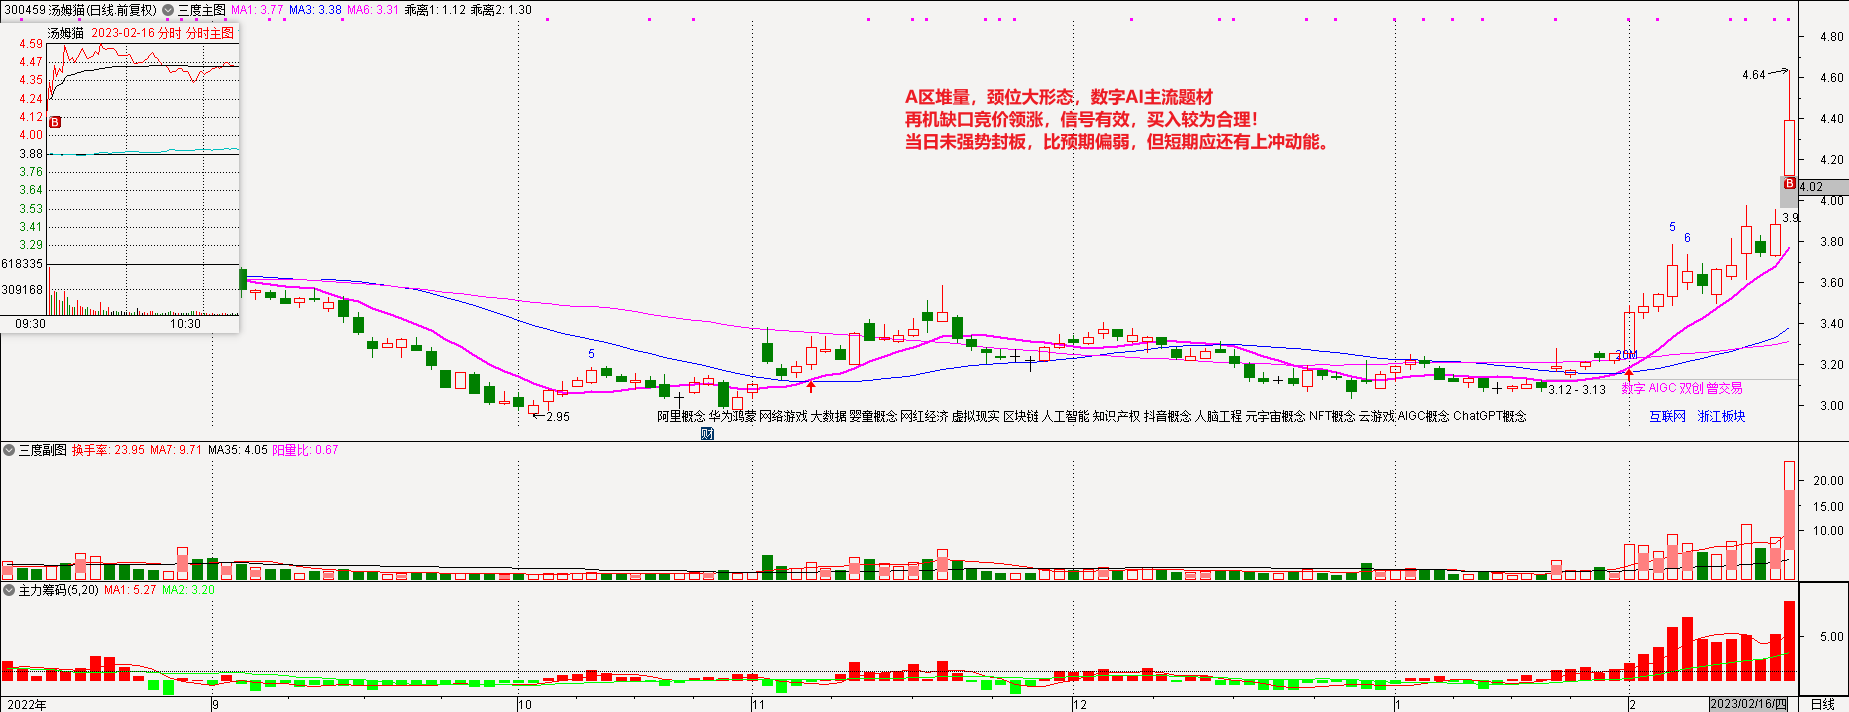 300459 汤姆猫(日线.前复权) 三度主图 MA1: 3.77 MA3: 3.38 MA6: 3.31 乖离1: 1.12 乖离2: 1.30
汤姆猫 2023-02-16 分时 分时主图
4.59
4.47
4.35
4.24
4.12
4.00
3.88
3.76
3.64
3.53
3.41
3.29
618335
309168
09:30 10:30
B
A区堆量，颈位大形态，数字AI主流题材
再机缺口竞价领涨，信号有效，买入较为合理！
当日未强势封板，比预期偏弱，但短期应还有上冲动能。
4.64
4.80
4.60
4.40
4.20
4.02
4.00
3.80
3.60
3.40
3.20
3.00
B
3.9
5
6
5
20M
2.95
3.12 - 3.13
数字 AIGC 双创 曾交易
阿里概念 华为鸿蒙 网络游戏 大数据 婴童概念 网红经济 虚拟现实 区块链 人工智能 知识产权 抖音概念 人脑工程 元宇宙概念 NFT概念 云游戏 AIGC概念 ChatGPT概念
互联网 浙江板块
财
三度副图 换手率: 23.95 MA7: 9.71 MA35: 4.05 阳量比: 0.67
20.00
15.00
10.00
主力筹码(5,20) MA1: 5.27 MA2: 3.20
5.00
2022年 9 10 11 12 1 2 2023/02/16/四 日线